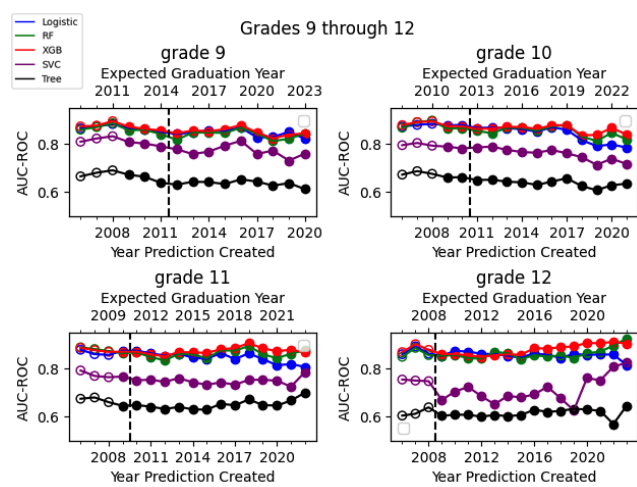 Logistic
RF
XGB
SVC
Tree
Grades 9 through 12
grade 9
Expected Graduation Year
2011 2014 2017 2020 2023
AUC-ROC
0.8
0.6
2008 2011 2014 2017 2020
Year Prediction Created
grade 10
Expected Graduation Year
2010 2013 2016 2019 2022
AUC-ROC
0.8
0.6
2008 2011 2014 2017 2020
Year Prediction Created
grade 11
Expected Graduation Year
2009 2012 2015 2018 2021
AUC-ROC
0.8
0.6
2008 2011 2014 2017 2020
Year Prediction Created
grade 12
Expected Graduation Year
2008 2012 2016 2020
AUC-ROC
0.8
0.6
2008 2012 2016 2020
Year Prediction Created